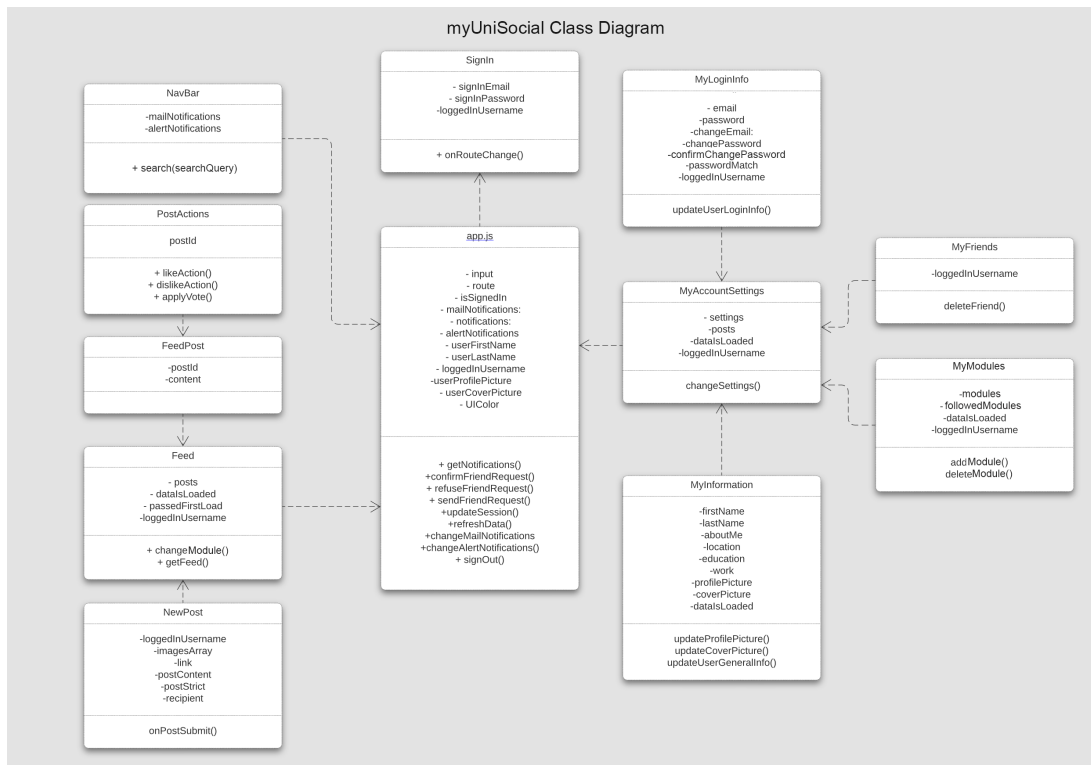 myUniSocial Class Diagram
NavBar
-mailNotifications
-alertNotifications
+ search(searchQuery)
PostActions
postId
+ likeAction()
+ dislikeAction()
+ applyVote()
FeedPost
-postId
-content
Feed
- posts
- dataIsLoaded
- passedFirstLoad
-loggedInUsername
+ changeModule()
+ getFeed()
NewPost
-loggedInUsername
-imagesArray
-link
-postContent
-postStrict
-recipient
onPostSubmit()
SignIn
- signInEmail
- signInPassword
-loggedInUsername
+ onRouteChange()
app.js
- input
- route
- isSignedIn
- mailNotifications:
- notifications:
- alertNotifications
- userFirstName
- userLastName
- loggedInUsername
-userProfilePicture
- userCoverPicture
- UIColor
+ getNotifications()
+confirmFriendRequest()
+ refuseFriendRequest()
+ sendFriendRequest()
+updateSession()
+refreshData()
+changeMailNotifications
+changeAlertNotifications()
+ signOut()
MyLoginInfo
- email
-password
-changeEmail:
-changePassword
-confirmChangePassword
-passwordMatch
-loggedInUsername
updateUserLoginInfo()
MyAccountSettings
- settings
-posts
-dataIsLoaded
-loggedInUsername
changeSettings()
MyInformation
-firstName
-lastName
-aboutMe
-location
-education
-work
-profilePicture
-coverPicture
-dataIsLoaded
updateProfilePicture()
updateCoverPicture()
updateUserGeneralInfo()
MyFriends
-loggedInUsername
deleteFriend()
MyModules
-modules
-followedModules
-dataIsLoaded
-loggedInUsername
addModule()
deleteModule()